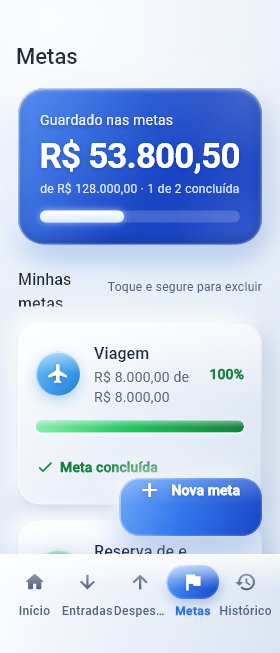 Metas
Guardado nas metas
R$ 53.800,50
de R$ 128.000,00 · 1 de 2 concluída
Minhas
metas
Toque e segure para excluir
Viagem
R$ 8.000,00 de
R$ 8.000,00
100%
Meta concluída
Nova meta
Reserva de e
Início
Entradas
Despes...
Metas
Histórico